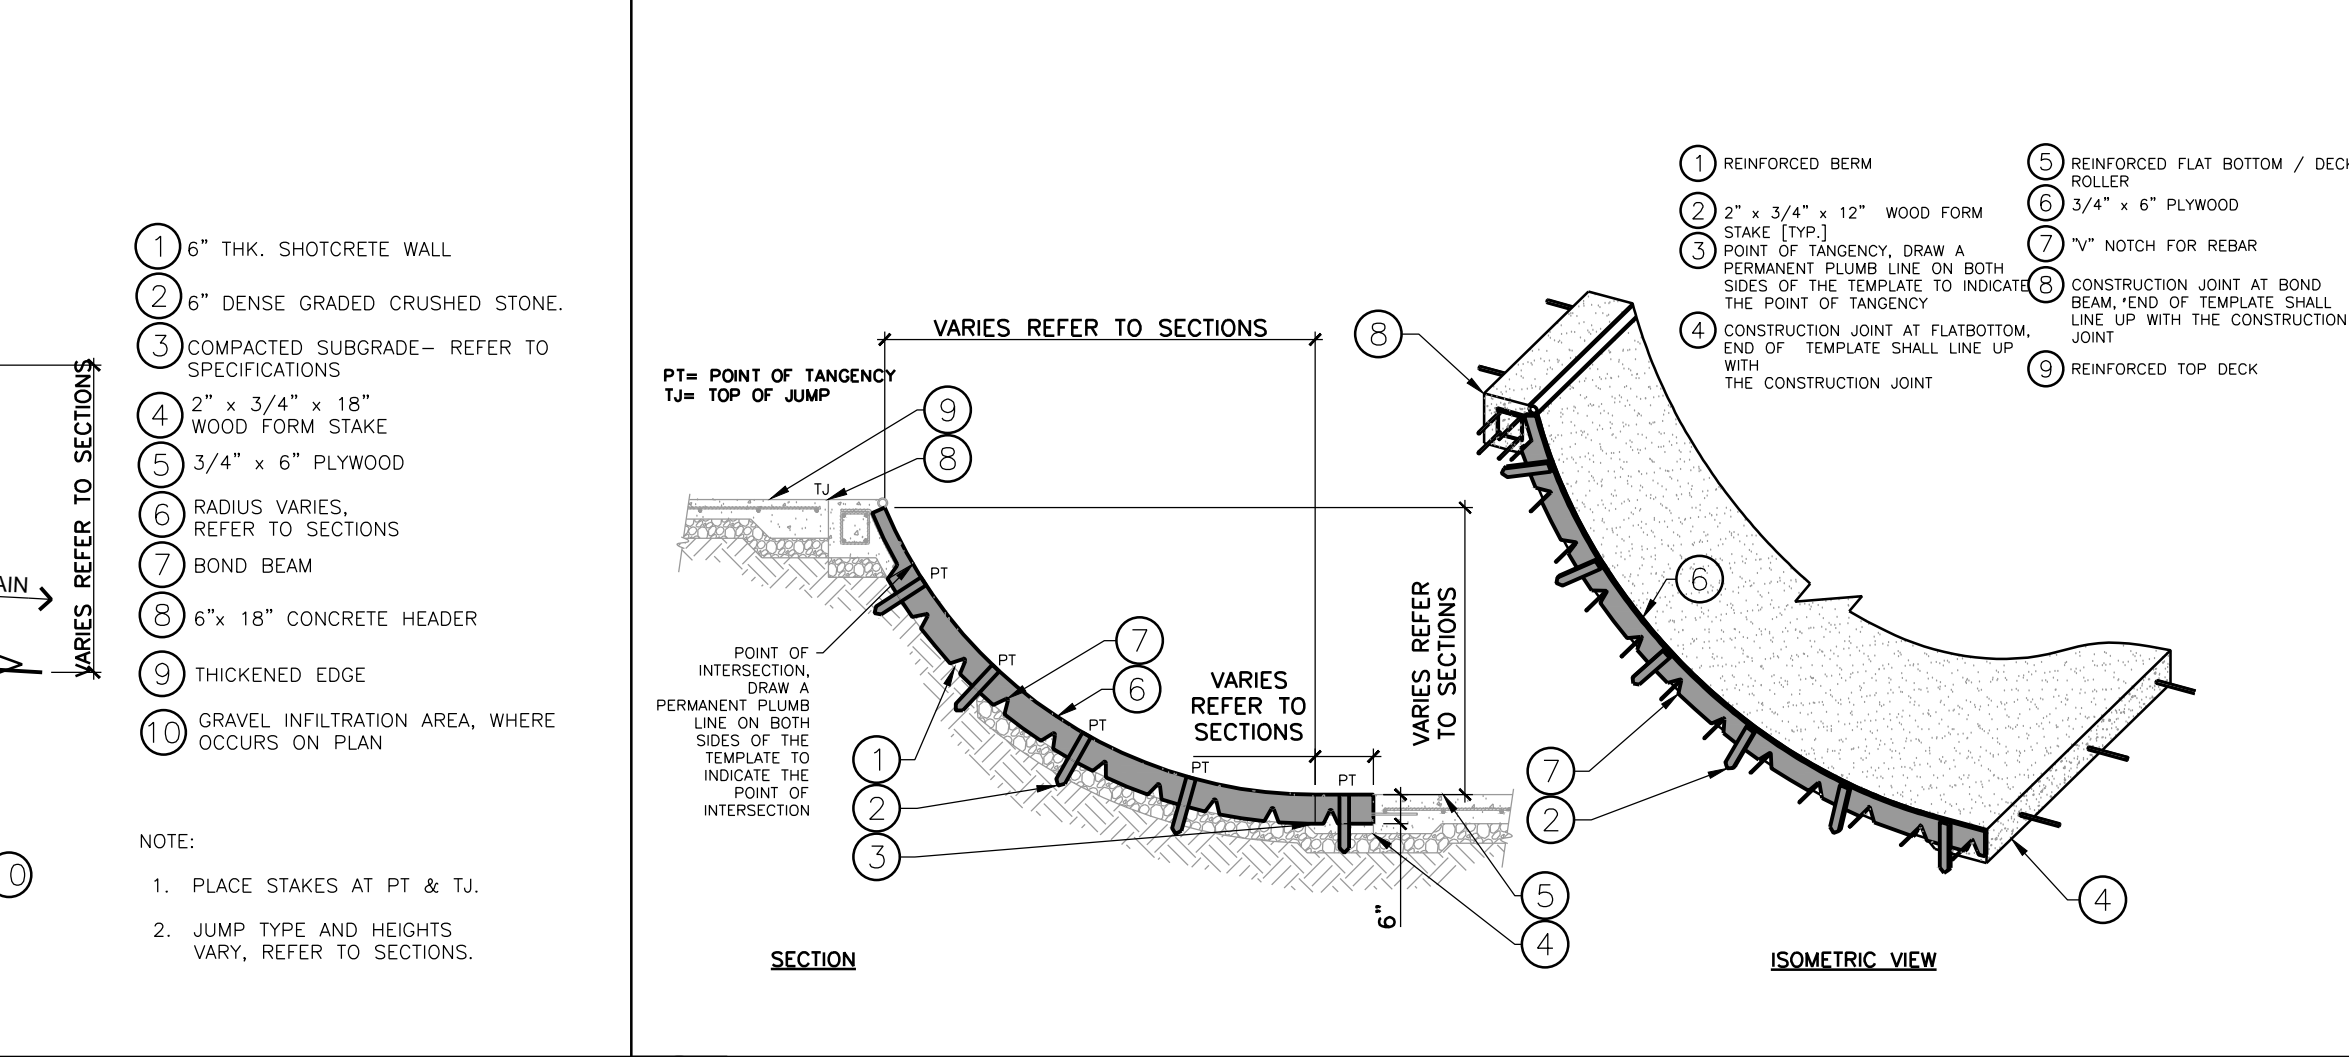 VARIES REFER TO SECTIONS
AIN
10
1 6" THK. SHOTCRETE WALL
2 6" DENSE GRADED CRUSHED STONE.
3 COMPACTED SUBGRADE- REFER TO
SPECIFICATIONS
4 2" x 3/4" x 18"
WOOD FORM STAKE
5 3/4" x 6" PLYWOOD
6 RADIUS VARIES,
REFER TO SECTIONS
7 BOND BEAM
8 6"x 18" CONCRETE HEADER
9 THICKENED EDGE
10 GRAVEL INFILTRATION AREA, WHERE
OCCURS ON PLAN
NOTE:
1. PLACE STAKES AT PT & TJ.
2. JUMP TYPE AND HEIGHTS
VARY, REFER TO SECTIONS.
VARIES REFER TO SECTIONS
PT= POINT OF TANGENCY
TJ= TOP OF JUMP
9
8
TJ
PT
PT
PT
PT
PT
7
6
POINT OF
INTERSECTION,
DRAW A
PERMANENT PLUMB
LINE ON BOTH
SIDES OF THE
TEMPLATE TO
INDICATE THE
POINT OF
INTERSECTION
1
2
3
VARIES
REFER TO
SECTIONS
VARIES REFER
TO SECTIONS
6"
5
4
SECTION
1 REINFORCED BERM
2 2" x 3/4" x 12" WOOD FORM
STAKE [TYP.]
3 POINT OF TANGENCY, DRAW A
PERMANENT PLUMB LINE ON BOTH
SIDES OF THE TEMPLATE TO INDICATE
THE POINT OF TANGENCY
4 CONSTRUCTION JOINT AT FLATBOTTOM,
END OF TEMPLATE SHALL LINE UP
WITH
THE CONSTRUCTION JOINT
5 REINFORCED FLAT BOTTOM / DECK
ROLLER
6 3/4" x 6" PLYWOOD
7 "V" NOTCH FOR REBAR
8 CONSTRUCTION JOINT AT BOND
BEAM, 'END OF TEMPLATE SHALL
LINE UP WITH THE CONSTRUCTION
JOINT
9 REINFORCED TOP DECK
8
6
7
2
4
ISOMETRIC VIEW